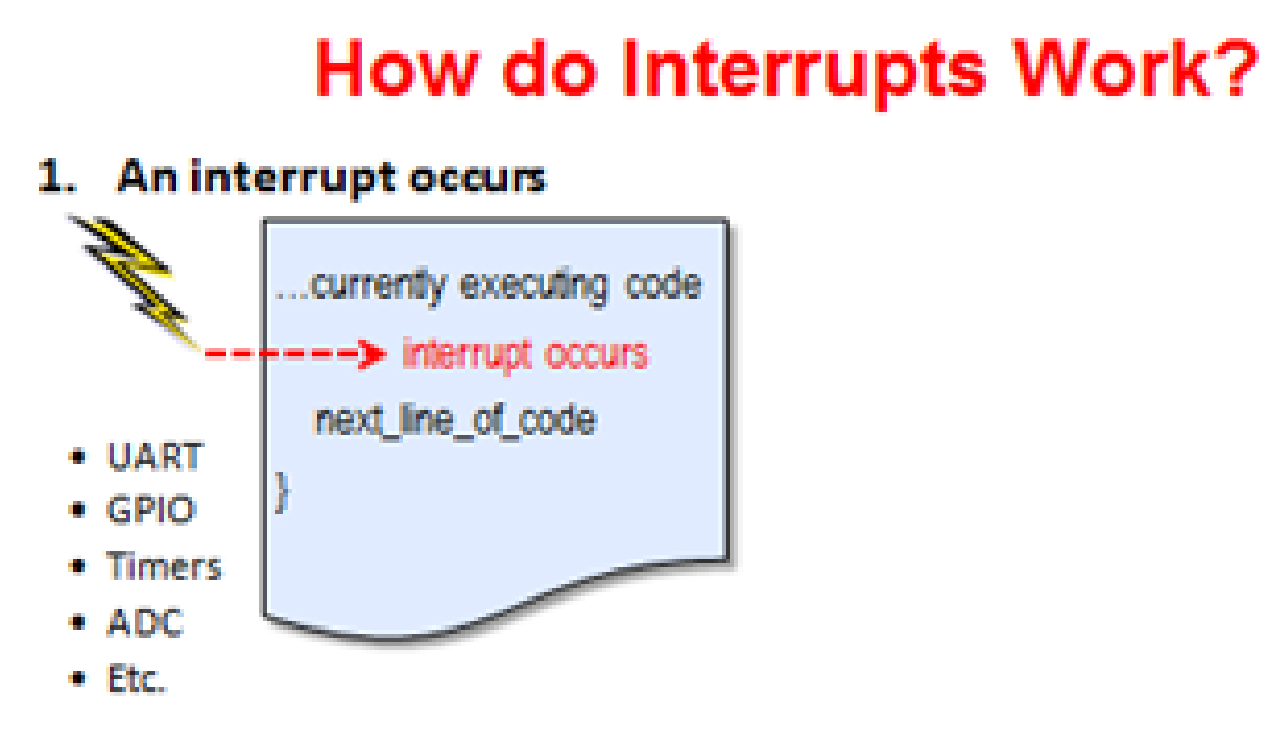 How do Interrupts Work?
1. An interrupt occurs
...currently executing code
interrupt occurs
next_line_of_code
}
• UART
• GPIO
• Timers
• ADC
• Etc.